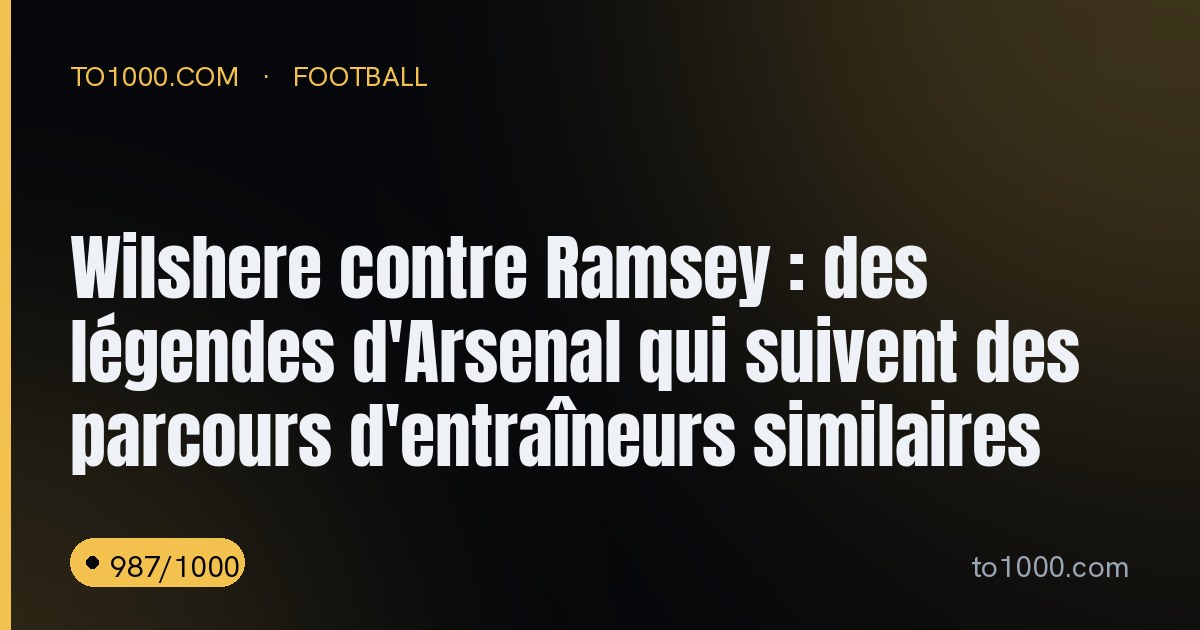 TO1000.COM · FOOTBALL
Wilshere contre Ramsey : des
légendes d'Arsenal qui suivent des
parcours d'entraîneurs similaires
987/1000
to1000.com